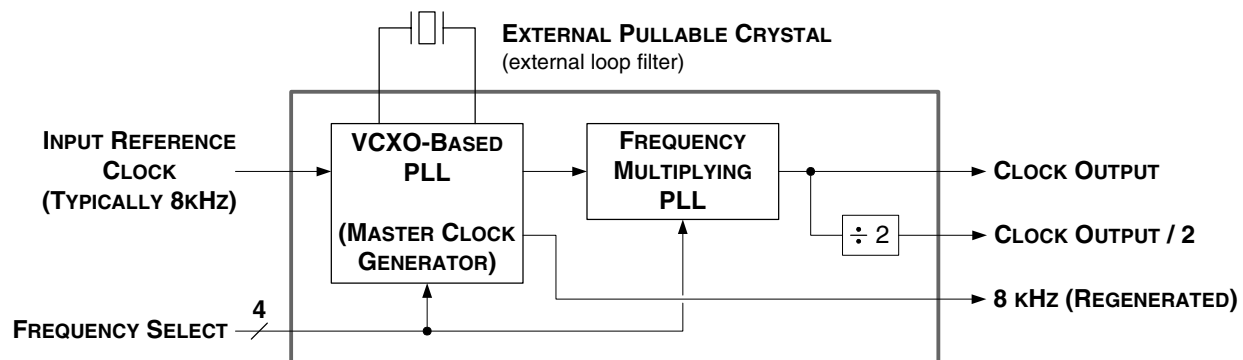 EXTERNAL PULLABLE CRYSTAL
(external loop filter)
INPUT REFERENCE
CLOCK
(TYPICALLY 8KHZ)
VCXO-BASED
PLL
(MASTER CLOCK
GENERATOR)
FREQUENCY
MULTIPLYING
PLL
CLOCK OUTPUT
÷ 2
CLOCK OUTPUT / 2
8 KHZ (REGENERATED)
4
FREQUENCY SELECT